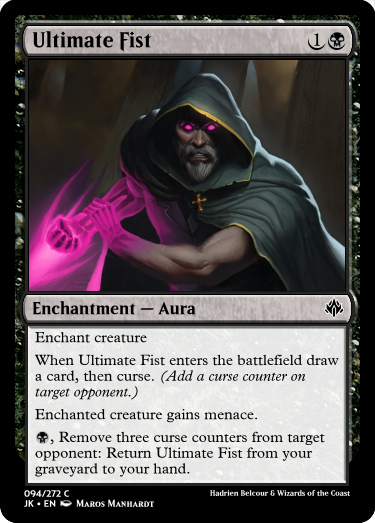 Ultimate Fist 1
Enchantment — Aura
Enchant creature
When Ultimate Fist enters the battlefield draw
a card, then curse. (Add a curse counter on
target opponent.)
Enchanted creature gains menace.
, Remove three curse counters from target
opponent: Return Ultimate Fist from your
graveyard to your hand.
094/272 C
JK • EN Maros Manhardt
Hadrien Belcour & Wizards of the Coast